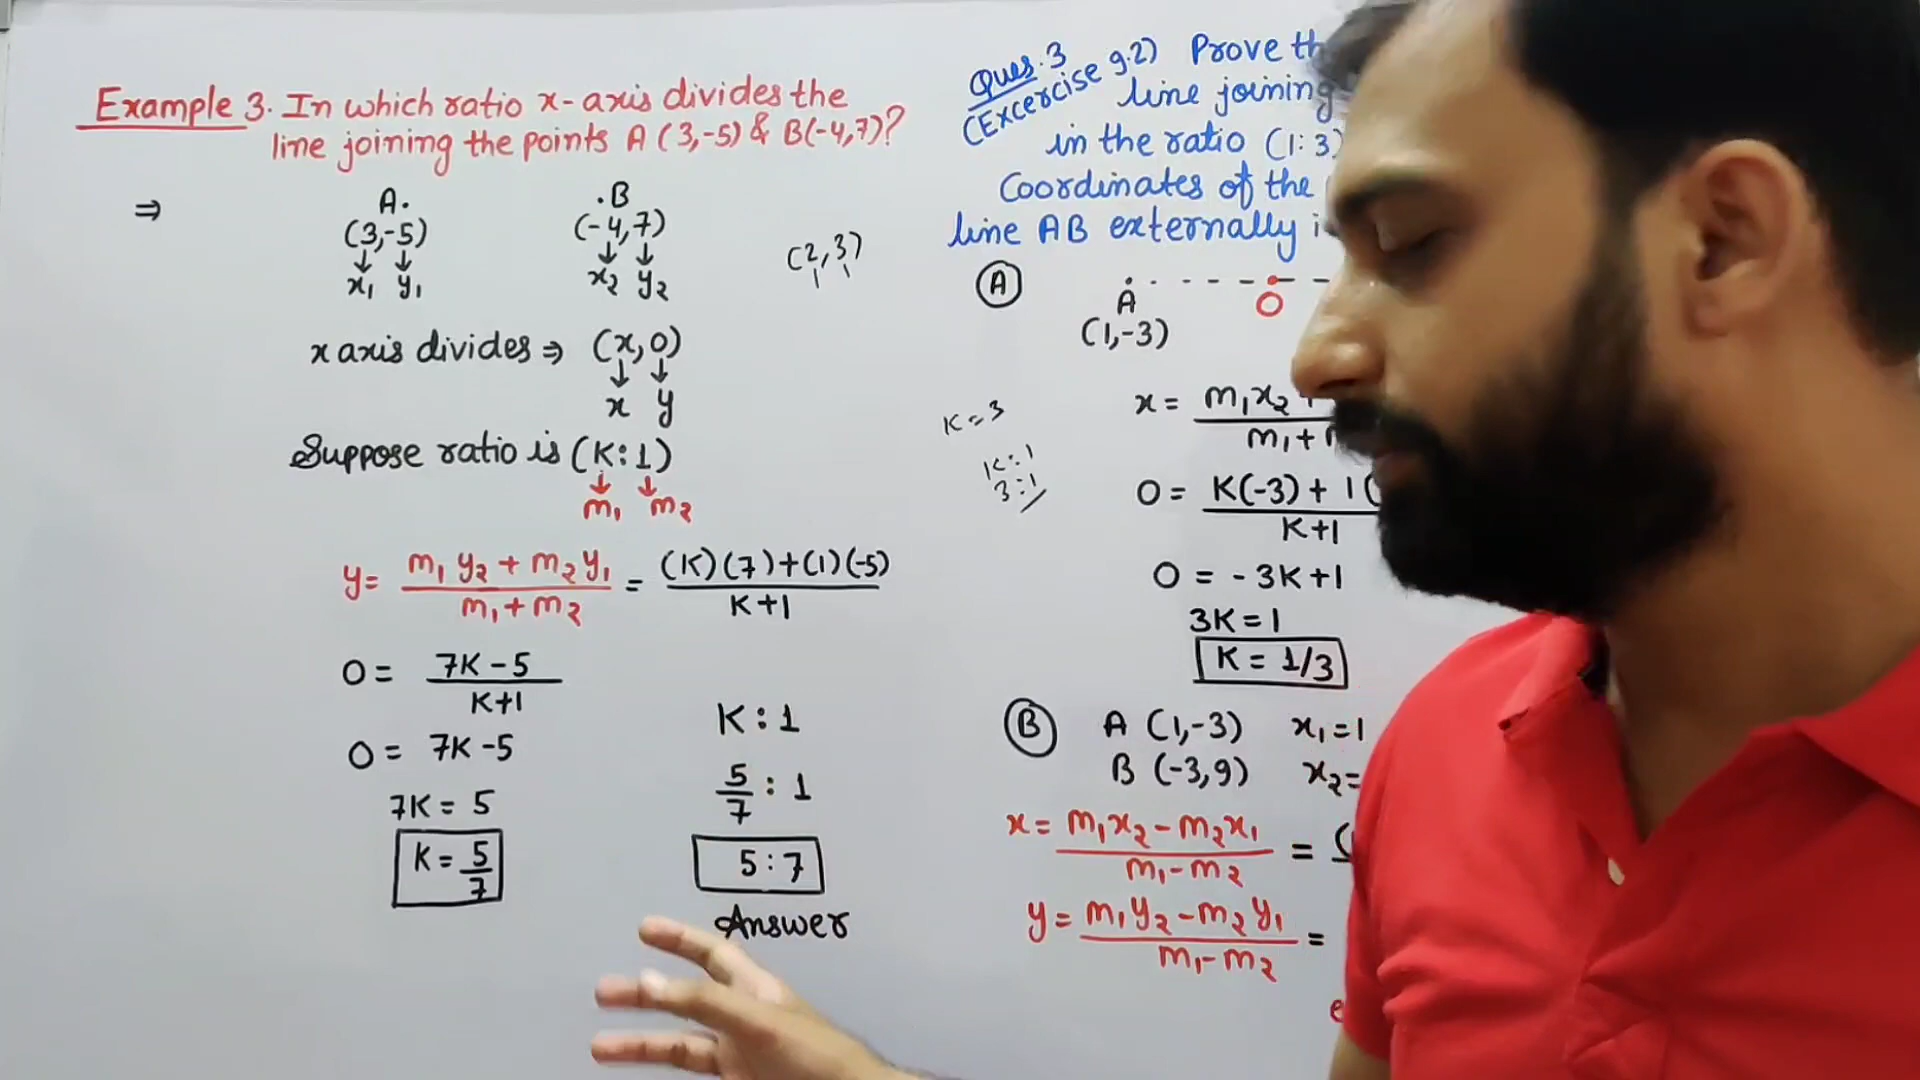 Example 3. In which ratio x-axis divides the
line joining the points A (3,-5) & B(-4,7)?
⇒
A. .B
(3,-5) (-4,7)
↓ ↓ ↓ ↓
x₁ y₁ x₂ y₂
(2,3)
x axis divides ⇒ (x,0)
↓ ↓
x y
Suppose ratio is (K:1)
↓ ↓
m₁ m₂
y = m₁y₂ + m₂y₁ / m₁ + m₂ = (K)(7)+(1)(-5) / K+1
0 = 7K-5 / K+1
0 = 7K-5
7K = 5
K = 5/7
K : 1
5/7 : 1
5:7
Answer
K = 3
K:1
3:1
Ques.3
(Excercise 9.2) Prove
line joining
in the ratio (1:3)
Coordinates of the
line AB externally
Ⓐ
A O
(1,-3)
x = m₁x₂ + / m₁ +
0 = K(-3) + 1( / K+1
0 = -3K+1
3K = 1
K = 1/3
Ⓑ A (1,-3) x₁=1
B (-3,9) x₂=
x = m₁x₂ - m₂x₁ / m₁-m₂ =
y = m₁y₂ - m₂y₁ / m₁-m₂ =